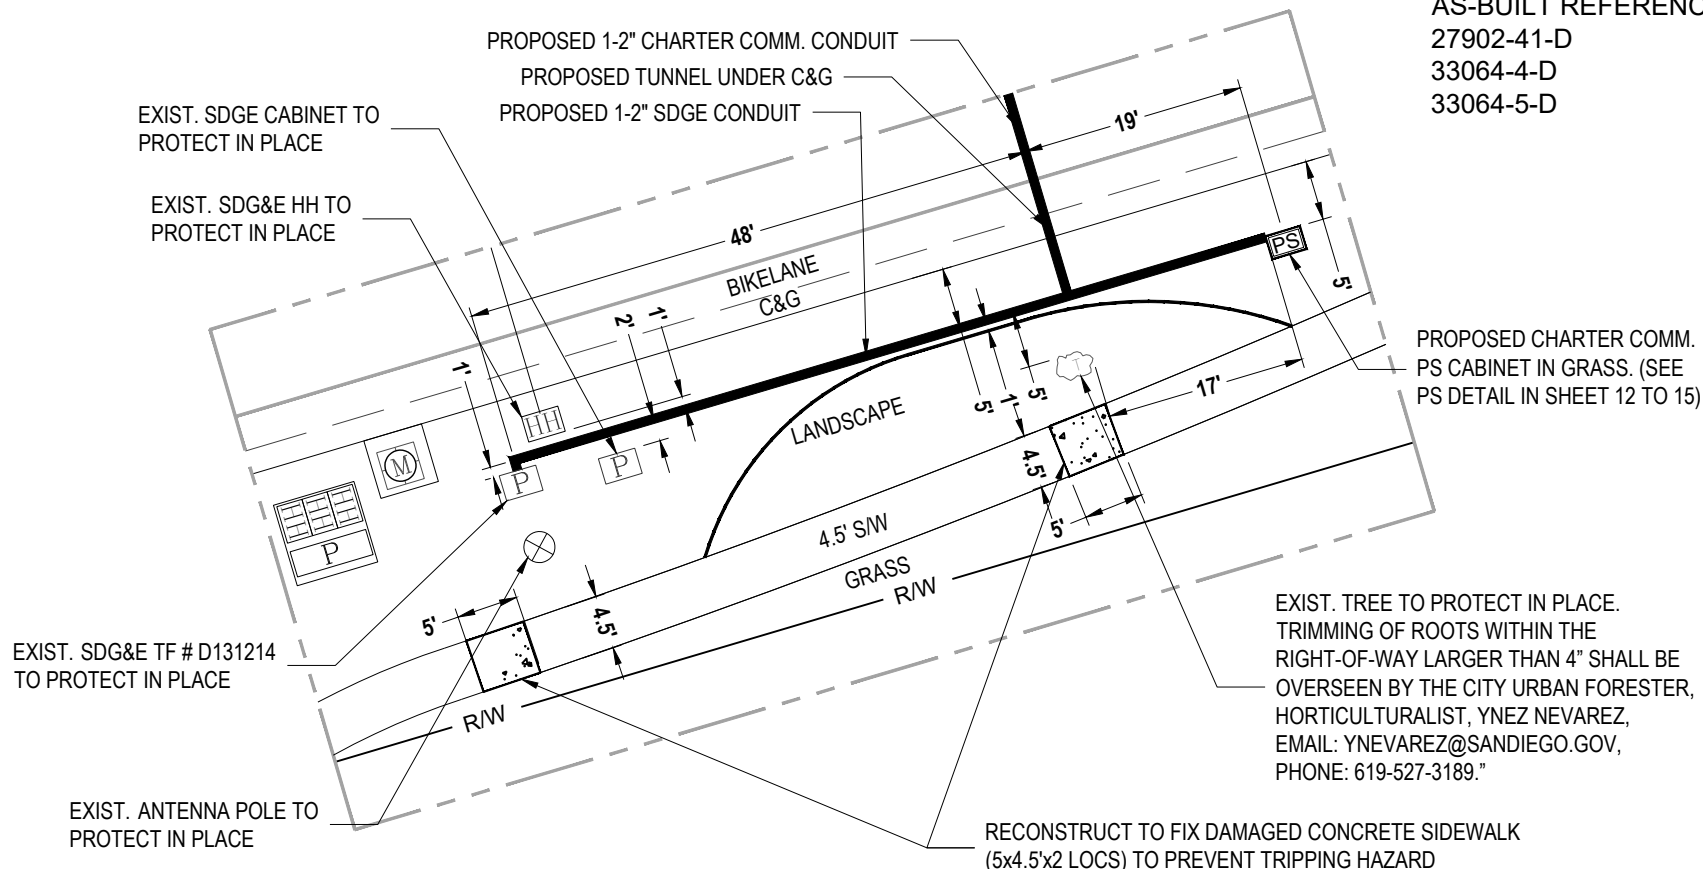 AS-BUILT REFERENC
27902-41-D
33064-4-D
33064-5-D
PROPOSED 1-2" CHARTER COMM. CONDUIT
PROPOSED TUNNEL UNDER C&G
PROPOSED 1-2" SDGE CONDUIT
EXIST. SDGE CABINET TO
PROTECT IN PLACE
EXIST. SDG&E HH TO
PROTECT IN PLACE
19'
48'
BIKELANE
C&G
PS
5'
2'
1'
1'
HH
P
P
M
P
LANDSCAPE
5'
1'
5'
T
17'
PROPOSED CHARTER COMM.
PS CABINET IN GRASS. (SEE
PS DETAIL IN SHEET 12 TO 15)
4.5'
5'
4.5' S/W
GRASS
R/W
5'
4.5'
R/W
EXIST. SDG&E TF # D131214
TO PROTECT IN PLACE
EXIST. TREE TO PROTECT IN PLACE.
TRIMMING OF ROOTS WITHIN THE
RIGHT-OF-WAY LARGER THAN 4” SHALL BE
OVERSEEN BY THE CITY URBAN FORESTER,
HORTICULTURALIST, YNEZ NEVAREZ,
EMAIL: YNEVAREZ@SANDIEGO.GOV,
PHONE: 619-527-3189.”
EXIST. ANTENNA POLE TO
PROTECT IN PLACE
RECONSTRUCT TO FIX DAMAGED CONCRETE SIDEWALK
(5x4.5'x2 LOCS) TO PREVENT TRIPPING HAZARD